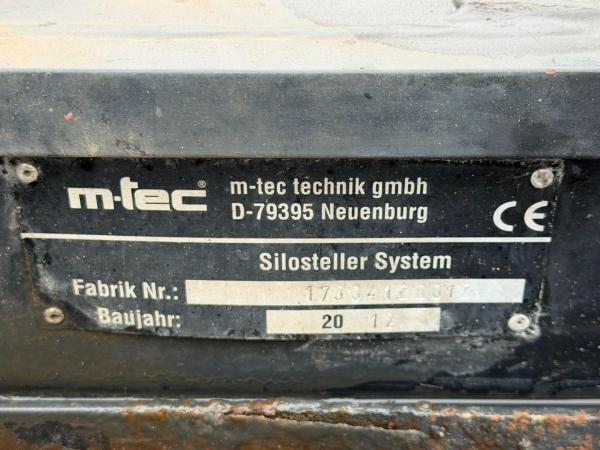 m-tec®
m-tec technik gmbh
D-79395 Neuenburg
CE
Silosteller System
Fabrik Nr.:
Baujahr: 20 12